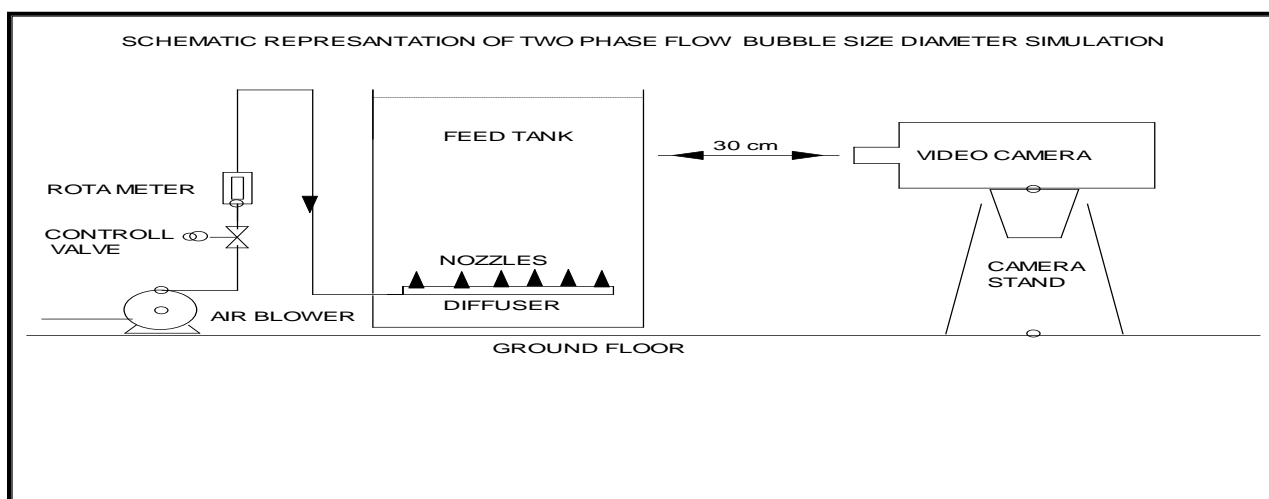 SCHEMATIC REPRESANTATION OF TWO PHASE FLOW BUBBLE SIZE DIAMETER SIMULATION
FEED TANK
30 cm
VIDEO CAMERA
ROTA METER
CONTROLL
VALVE
NOZZLES
DIFFUSER
CAMERA
STAND
AIR BLOWER
GROUND FLOOR